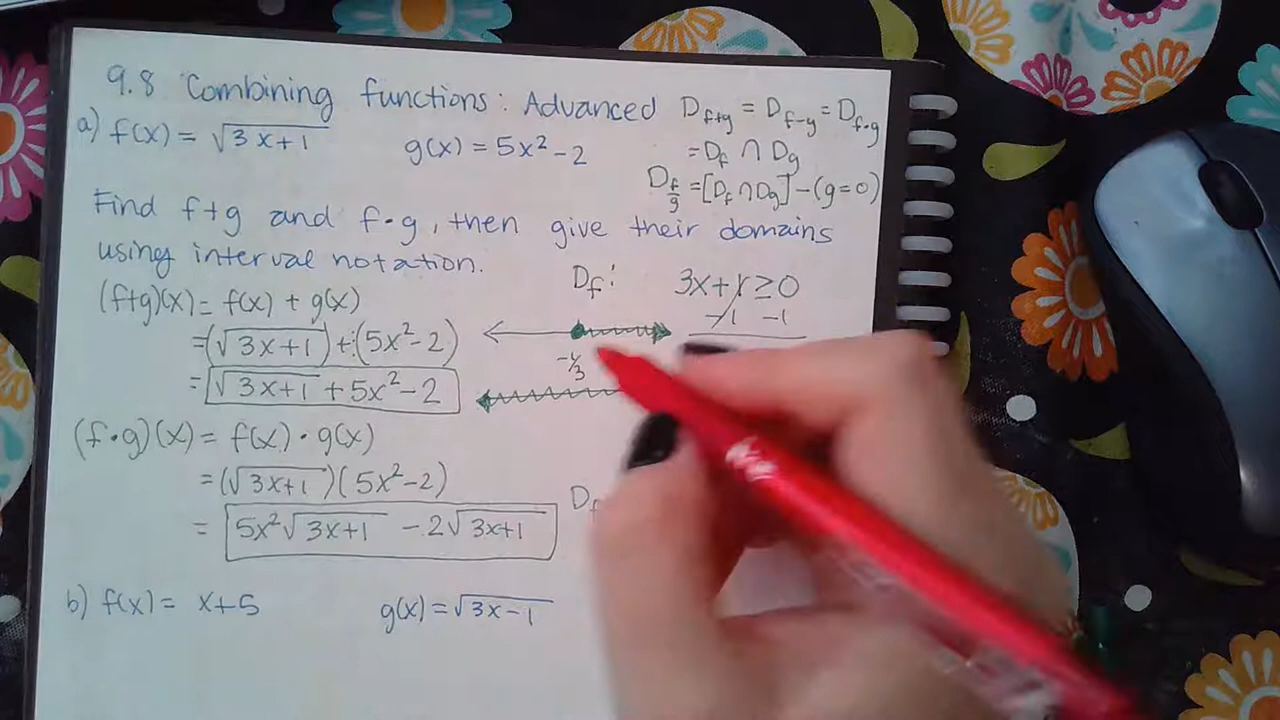 9.8 Combining functions: Advanced
D_{f+g} = D_{f-g} = D_{f•g}
= D_f ∩ D_g
D_{f/g} = [D_f ∩ D_g] - (g=0)
a) f(x) = √(3x+1) g(x) = 5x² - 2
Find f+g and f•g, then give their domains
using interval notation.
(f+g)(x) = f(x) + g(x)
= (√(3x+1)) + (5x² - 2)
= √(3x+1) + 5x² - 2
(f•g)(x) = f(x) • g(x)
= (√(3x+1))(5x² - 2)
= 5x²√(3x+1) - 2√(3x+1)
D_f: 3x+1 ≥ 0
-1 -1
-1/3
b) f(x) = x+5 g(x) = √(3x-1)